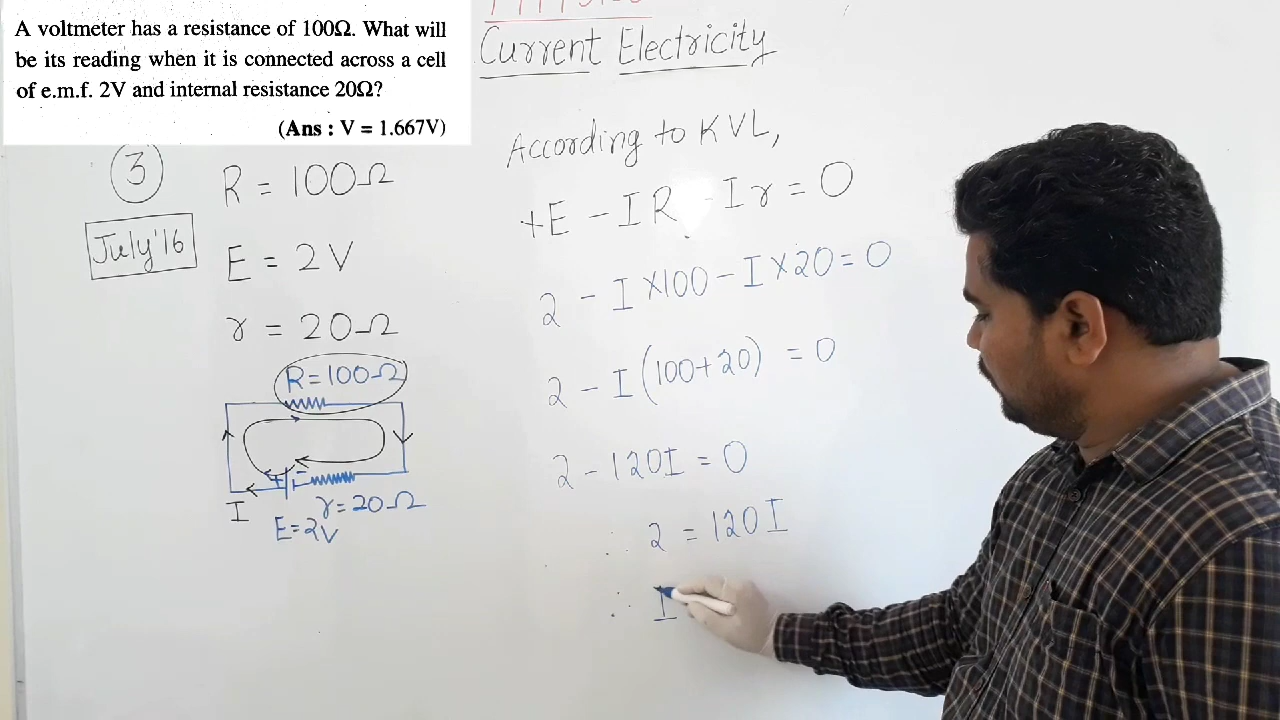 A voltmeter has a resistance of 100Ω. What will
be its reading when it is connected across a cell
of e.m.f. 2V and internal resistance 20Ω?
(Ans : V = 1.667V)
3
July'16
R = 100Ω
E = 2V
r = 20Ω
R=100Ω
+ -
I
r=20Ω
E=2V
Current Electricity
According to KVL,
+E - IR - Ir = 0
2 - I×100 - I×20 = 0
2 - I(100+20) = 0
2 - 120I = 0
∴ 2 = 120I
∴ I